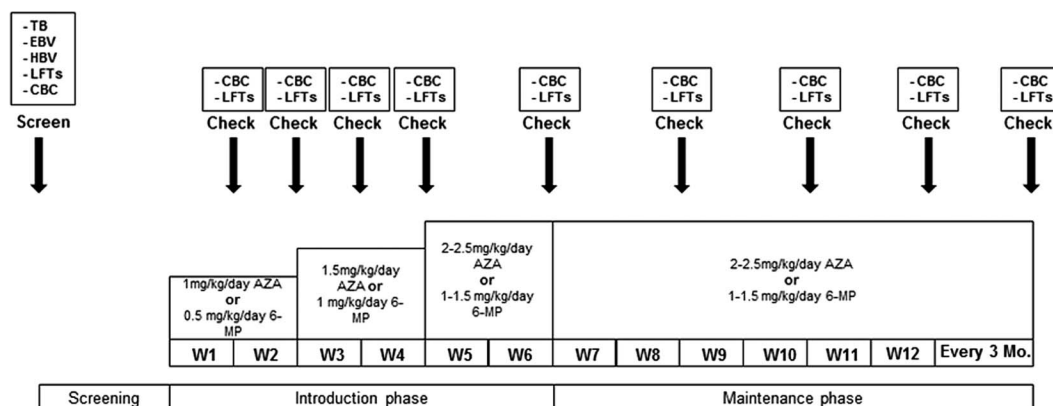 -TB
-EBV
-HBV
-LFTs
-CBC
Screen
-CBC
-LFTs
Check
-CBC
-LFTs
Check
-CBC
-LFTs
Check
-CBC
-LFTs
Check
-CBC
-LFTs
Check
-CBC
-LFTs
Check
-CBC
-LFTs
Check
-CBC
-LFTs
Check
-CBC
-LFTs
Check
1mg/kg/day AZA
or
0.5 mg/kg/day 6-
MP
1.5mg/kg/day
AZA or
1 mg/kg/day 6-
MP
2-2.5mg/kg/day
AZA
or
1-1.5 mg/kg/day
6-MP
2-2.5mg/kg/day AZA
or
1-1.5 mg/kg/day 6-MP
W1 W2 W3 W4 W5 W6 W7 W8 W9 W10 W11 W12 Every 3 Mo.
Screening Introduction phase Maintenance phase